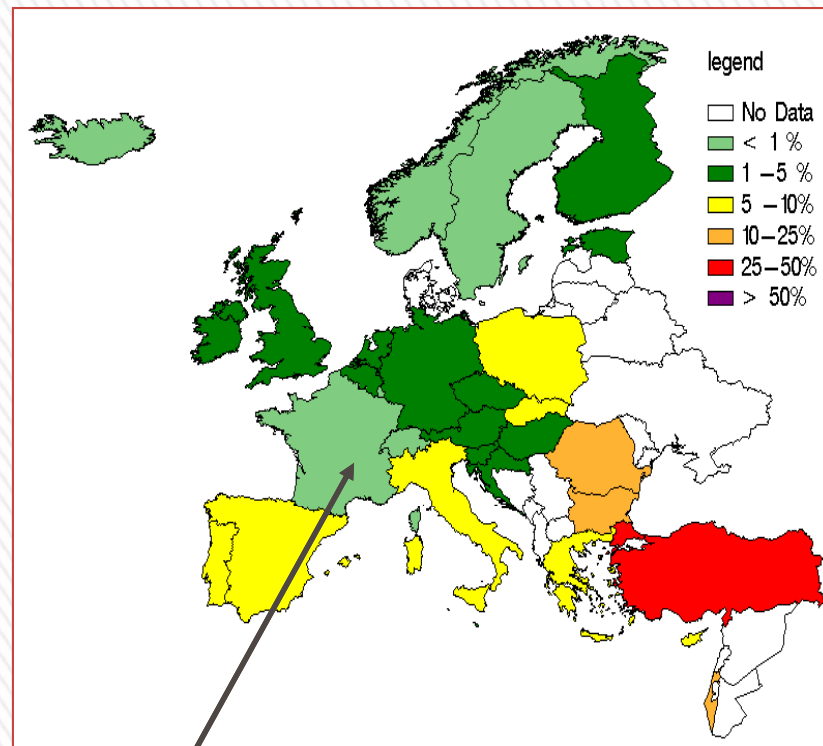 legend
No Data
< 1 %
1 –5 %
5 –10%
10–25%
25–50%
> 50%